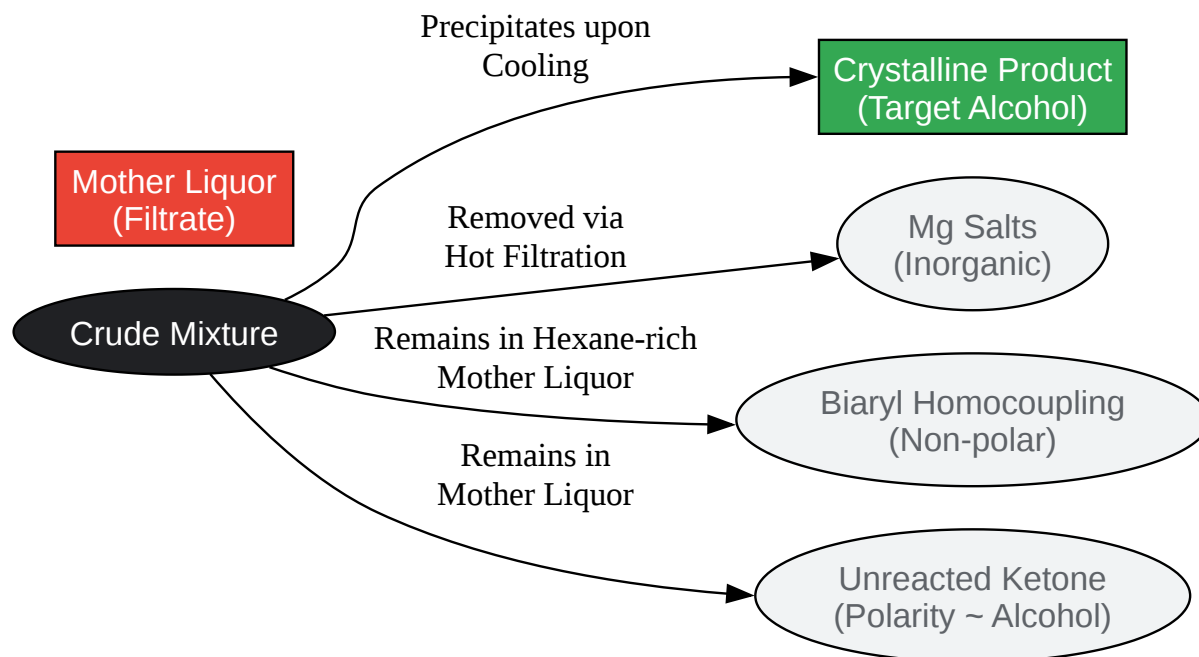 Precipitates upon
Cooling
Crystalline Product
(Target Alcohol)
Mother Liquor
(Filtrate)
Removed via
Hot Filtration
Mg Salts
(Inorganic)
Crude Mixture
Remains in Hexane-rich
Mother Liquor
Biaryl Homocoupling
(Non-polar)
Remains in
Mother Liquor
Unreacted Ketone
(Polarity ~ Alcohol)